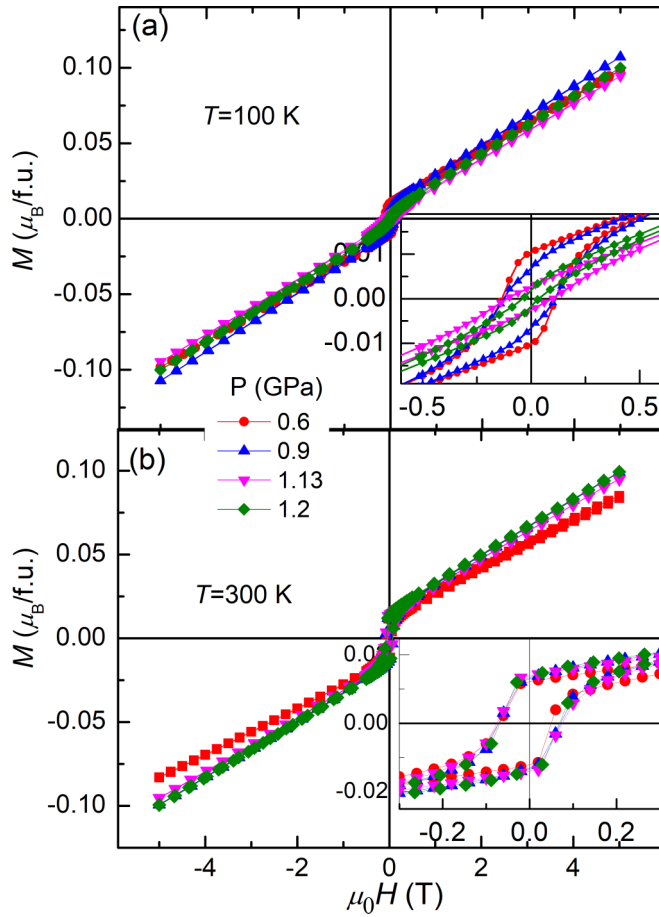 (a)
0.10
0.05
T=100 K
0.00
0.01
0.00
-0.05
-0.01
-0.10
-0.5 0.0 0.5
M (μB/f.u.)
P (GPa)
0.6
0.9
1.13
1.2
(b)
0.10
0.05
T=300 K
0.00
0.00
-0.05
-0.02
-0.10
-0.2 0.0 0.2
M (μB/f.u.)
-4 -2 0 2 4
μ0H (T)